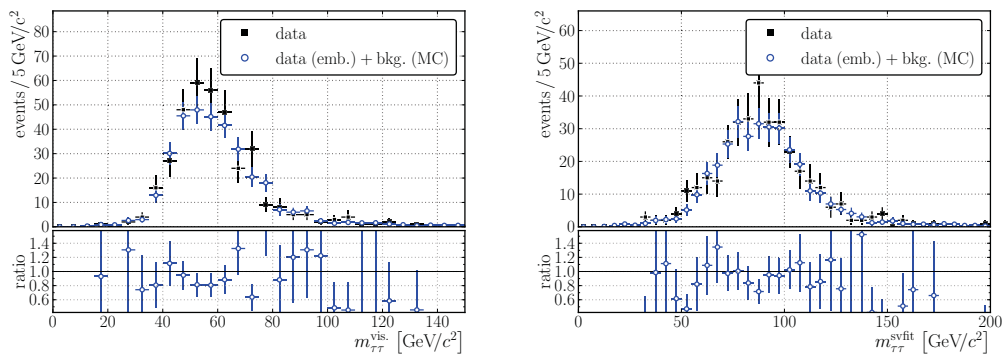 events / 5 GeV/c²
80
70
60
50
40
30
20
10
0
data
data (emb.) + bkg. (MC)
ratio
1.4
1.2
1.0
0.8
0.6
0 20 40 60 80 100 120 140
m_ττ^vis. [GeV/c²]
events / 5 GeV/c²
60
50
40
30
20
10
0
data
data (emb.) + bkg. (MC)
ratio
1.4
1.2
1.0
0.8
0.6
0 50 100 150 200
m_ττ^svfit [GeV/c²]